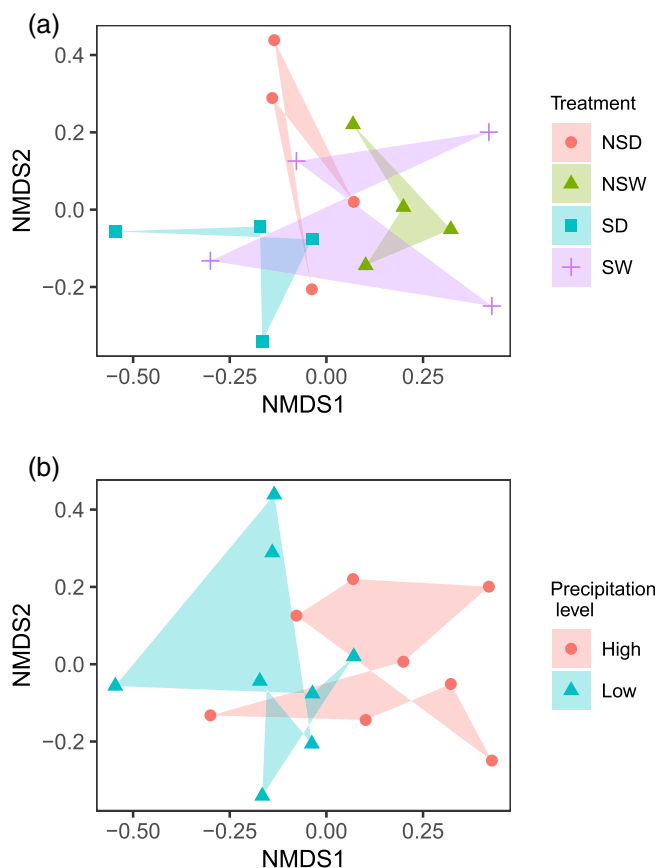 (a)
0.4
0.2
0.0
−0.2
NMDS2
−0.50
−0.25
0.00
0.25
NMDS1
Treatment
NSD
NSW
SD
SW
(b)
0.4
0.2
0.0
−0.2
NMDS2
−0.50
−0.25
0.00
0.25
NMDS1
Precipitation
level
High
Low